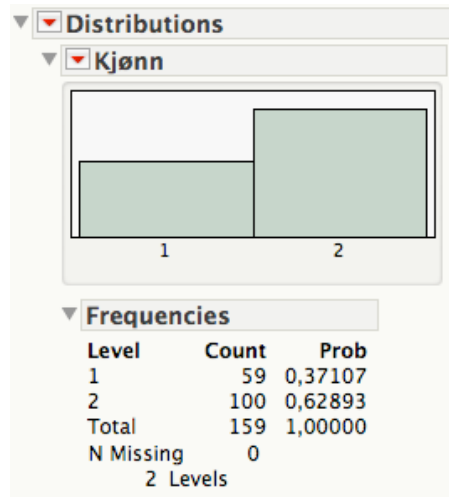 Distributions
Kjønn
1 2
Frequencies
Level Count Prob
1 59 0,37107
2 100 0,62893
Total 159 1,00000
N Missing 0
2 Levels